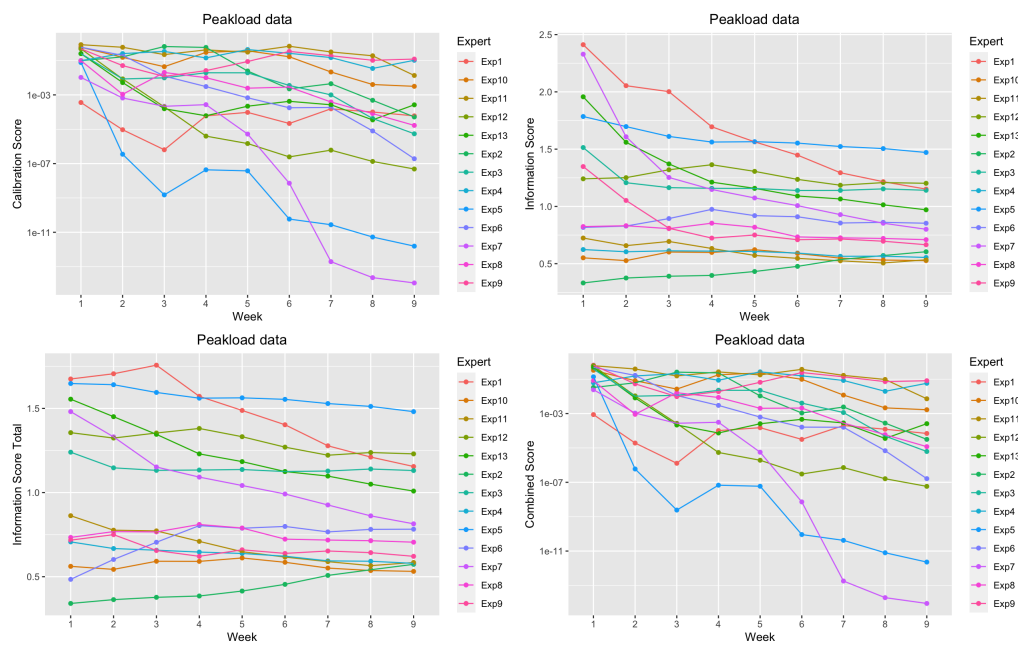 Peakload data
Calibration Score
1e-03
1e-07
1e-11
1 2 3 4 5 6 7 8 9
Week
Expert
Exp1
Exp10
Exp11
Exp12
Exp13
Exp2
Exp3
Exp4
Exp5
Exp6
Exp7
Exp8
Exp9
Peakload data
Information Score
2.5
2.0
1.5
1.0
0.5
1 2 3 4 5 6 7 8 9
Week
Expert
Exp1
Exp10
Exp11
Exp12
Exp13
Exp2
Exp3
Exp4
Exp5
Exp6
Exp7
Exp8
Exp9
Peakload data
Information Score Total
1.5
1.0
0.5
1 2 3 4 5 6 7 8 9
Week
Expert
Exp1
Exp10
Exp11
Exp12
Exp13
Exp2
Exp3
Exp4
Exp5
Exp6
Exp7
Exp8
Exp9
Peakload data
Combined Score
1e-03
1e-07
1e-11
1 2 3 4 5 6 7 8 9
Week
Expert
Exp1
Exp10
Exp11
Exp12
Exp13
Exp2
Exp3
Exp4
Exp5
Exp6
Exp7
Exp8
Exp9